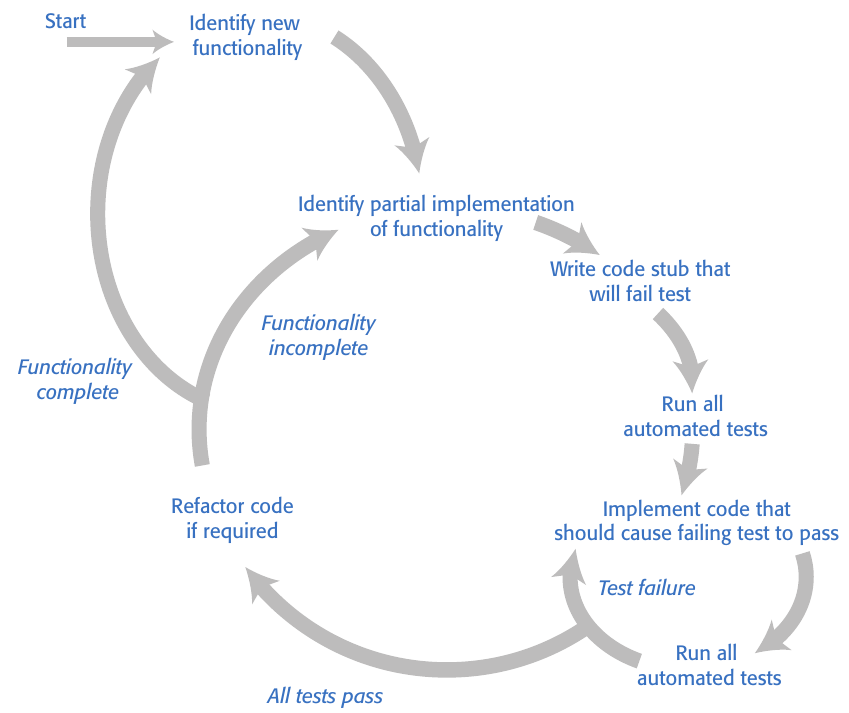 Start
Identify new
functionality
Identify partial implementation
of functionality
Write code stub that
will fail test
Functionality
incomplete
Functionality
complete
Run all
automated tests
Refactor code
if required
Implement code that
should cause failing test to pass
Test failure
Run all
automated tests
All tests pass